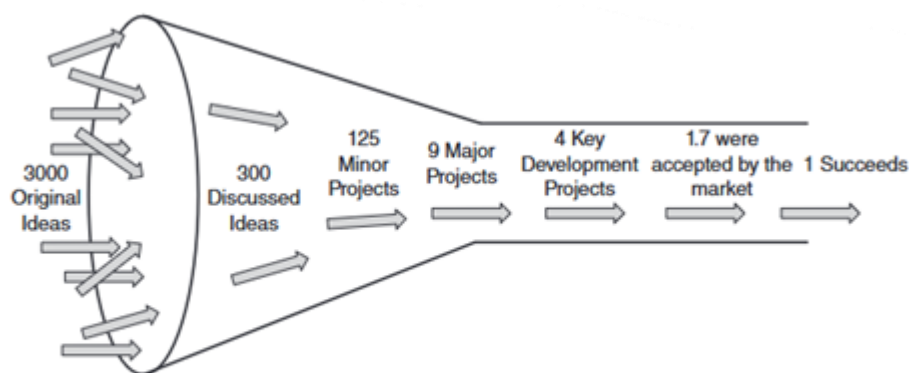 3000
Original
Ideas
300
Discussed
Ideas
125
Minor
Projects
9 Major
Projects
4 Key
Development
Projects
1.7 were
accepted by the
market
1 Succeeds